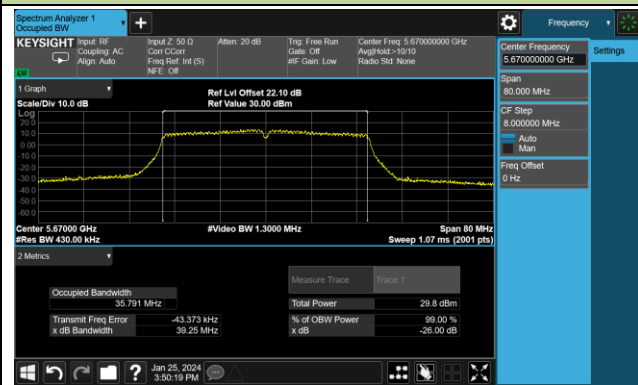 Spectrum Analyzer 1
Occupied BW
Frequency
KEYSIGHT
Input: RF
Coupling: AC
Align: Auto
Input Z: 50 Ω
Corr CCorr
Freq Ref: Int (S)
NFE: Off
Atten: 20 dB
Trig: Free Run
Gate: Off
#IF Gain: Low
Center Freq: 5.670000000 GHz
Avg|Hold:>10/10
Radio Std: None
Center Frequency
5.670000000 GHz
Settings
Span
80.000 MHz
CF Step
8.000000 MHz
Auto
Man
Freq Offset
0 Hz
1 Graph
Scale/Div 10.0 dB
Ref Lvl Offset 22.10 dB
Ref Value 30.00 dBm
Log
20.0
10.0
0.00
-10.0
-20.0
-30.0
-40.0
-50.0
-60.0
Center 5.67000 GHz
#Res BW 430.00 kHz
#Video BW 1.3000 MHz
Span 80 MHz
Sweep 1.07 ms (2001 pts)
2 Metrics
Measure Trace
Trace 1
Occupied Bandwidth
35.791 MHz
Total Power
29.8 dBm
Transmit Freq Error
-43.373 kHz
% of OBW Power
99.00 %
x dB Bandwidth
39.25 MHz
x dB
-26.00 dB
Jan 25, 2024
3:50:19 PM